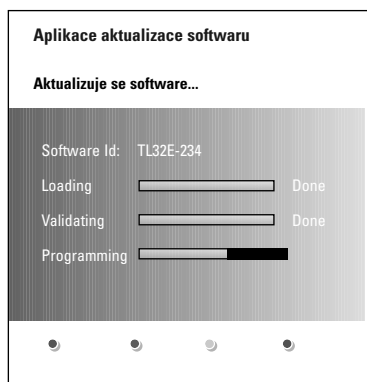 Aplikace aktualizace softwaru
Aktualizuje se software...
Software Id: TL32E-234
Loading Done
Validating Done
Programming